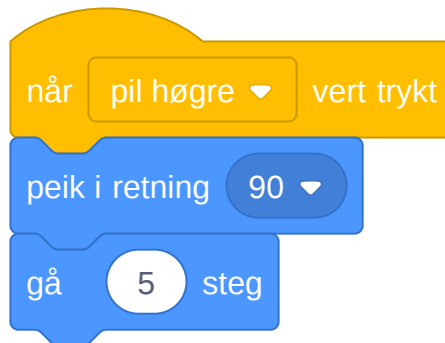 når pil høgre vert trykt
peik i retning 90
gå 5 steg